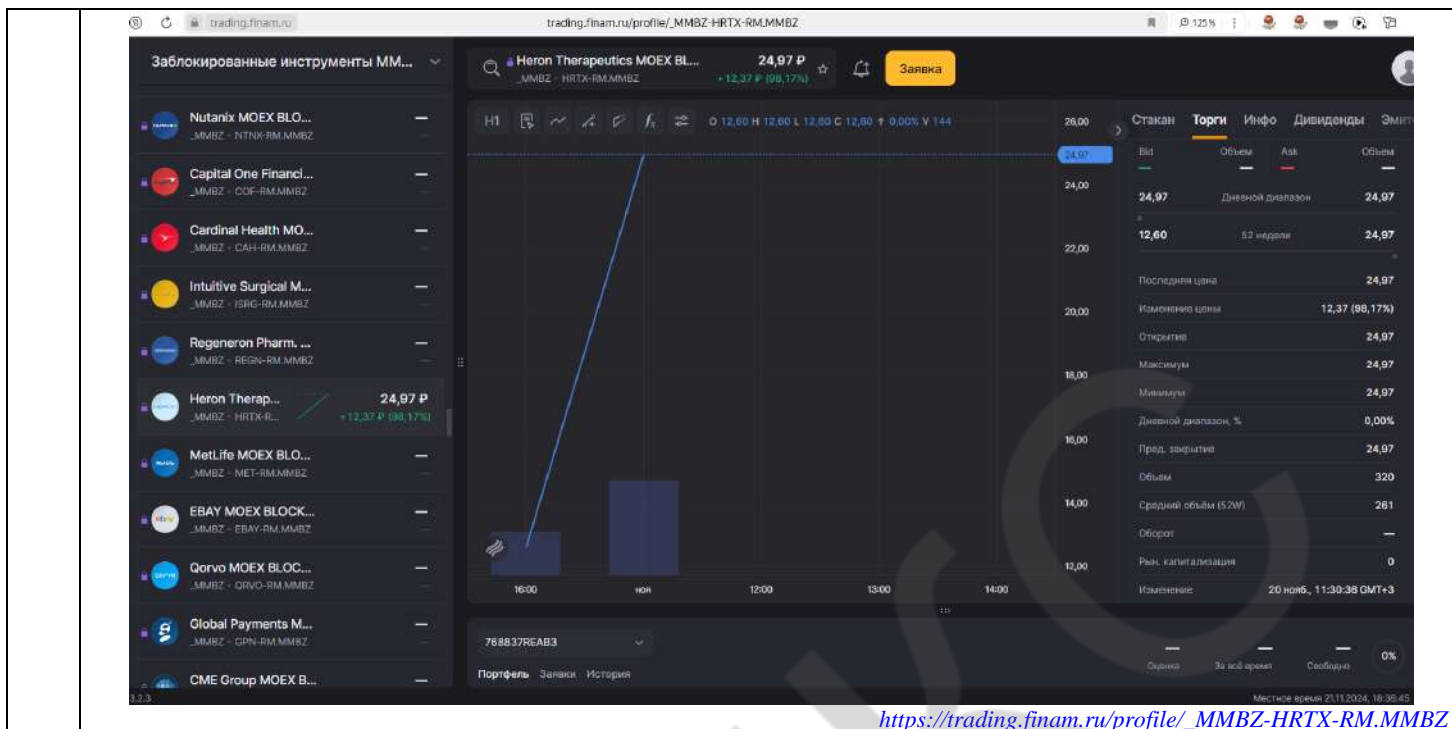 trading.finam.ru
trading.finam.ru/profile/_MMBZ-HRTX-RM.MMBZ
125 %
Заблокированные инструменты ММ...
Nutanix MOEX BLO...
_MMBZ - NTNX-RM.MMBZ
—
Capital One Financi...
_MMBZ - COF-RM.MMBZ
—
Cardinal Health MO...
_MMBZ - CAH-RM.MMBZ
—
Intuitive Surgical M...
_MMBZ - ISRG-RM.MMBZ
—
Regeneron Pharm. ...
_MMBZ - REGN-RM.MMBZ
—
Heron Therap...
_MMBZ - HRTX-R...
24,97 ₽
+12,37 ₽ (98,17%)
MetLife MOEX BLO...
_MMBZ - MET-RM.MMBZ
—
EBAY MOEX BLOCK...
_MMBZ - EBAY-RM.MMBZ
—
Qorvo MOEX BLOC...
_MMBZ - QRVO-RM.MMBZ
—
Global Payments M...
_MMBZ - GPN-RM.MMBZ
—
CME Group MOEX B...
—
3.2.3
Heron Therapeutics MOEX BL...
_MMBZ - HRTX-RM.MMBZ
24,97 ₽
+12,37 ₽ (98,17%)
Заявка
H1
O 12,60 H 12,60 L 12,60 C 12,60 ↑ 0,00% V 144
26,00
24,97
24,00
22,00
20,00
18,00
16,00
14,00
12,00
16:00 ноя 12:00 13:00 14:00
768837REAB3
Портфель Заявки История
Стакан Торги Инфо Дивиденды Эмит
Bid Объем Ask Объем
— — — —
24,97 Дневной диапазон 24,97
12,60 52 недели 24,97
Последняя цена 24,97
Изменение цены 12,37 (98,17%)
Открытие 24,97
Максимум 24,97
Минимум 24,97
Дневной диапазон, % 0,00%
Пред. закрытие 24,97
Объем 320
Средний объём (52W) 261
Оборот —
Рын. капитализация 0
Изменение 20 нояб., 11:30:36 GMT+3
— — —
Оценка За всё время Свободно
0%
Местное время 21.11.2024, 18:36:45
https://trading.finam.ru/profile/_MMBZ-HRTX-RM.MMBZ